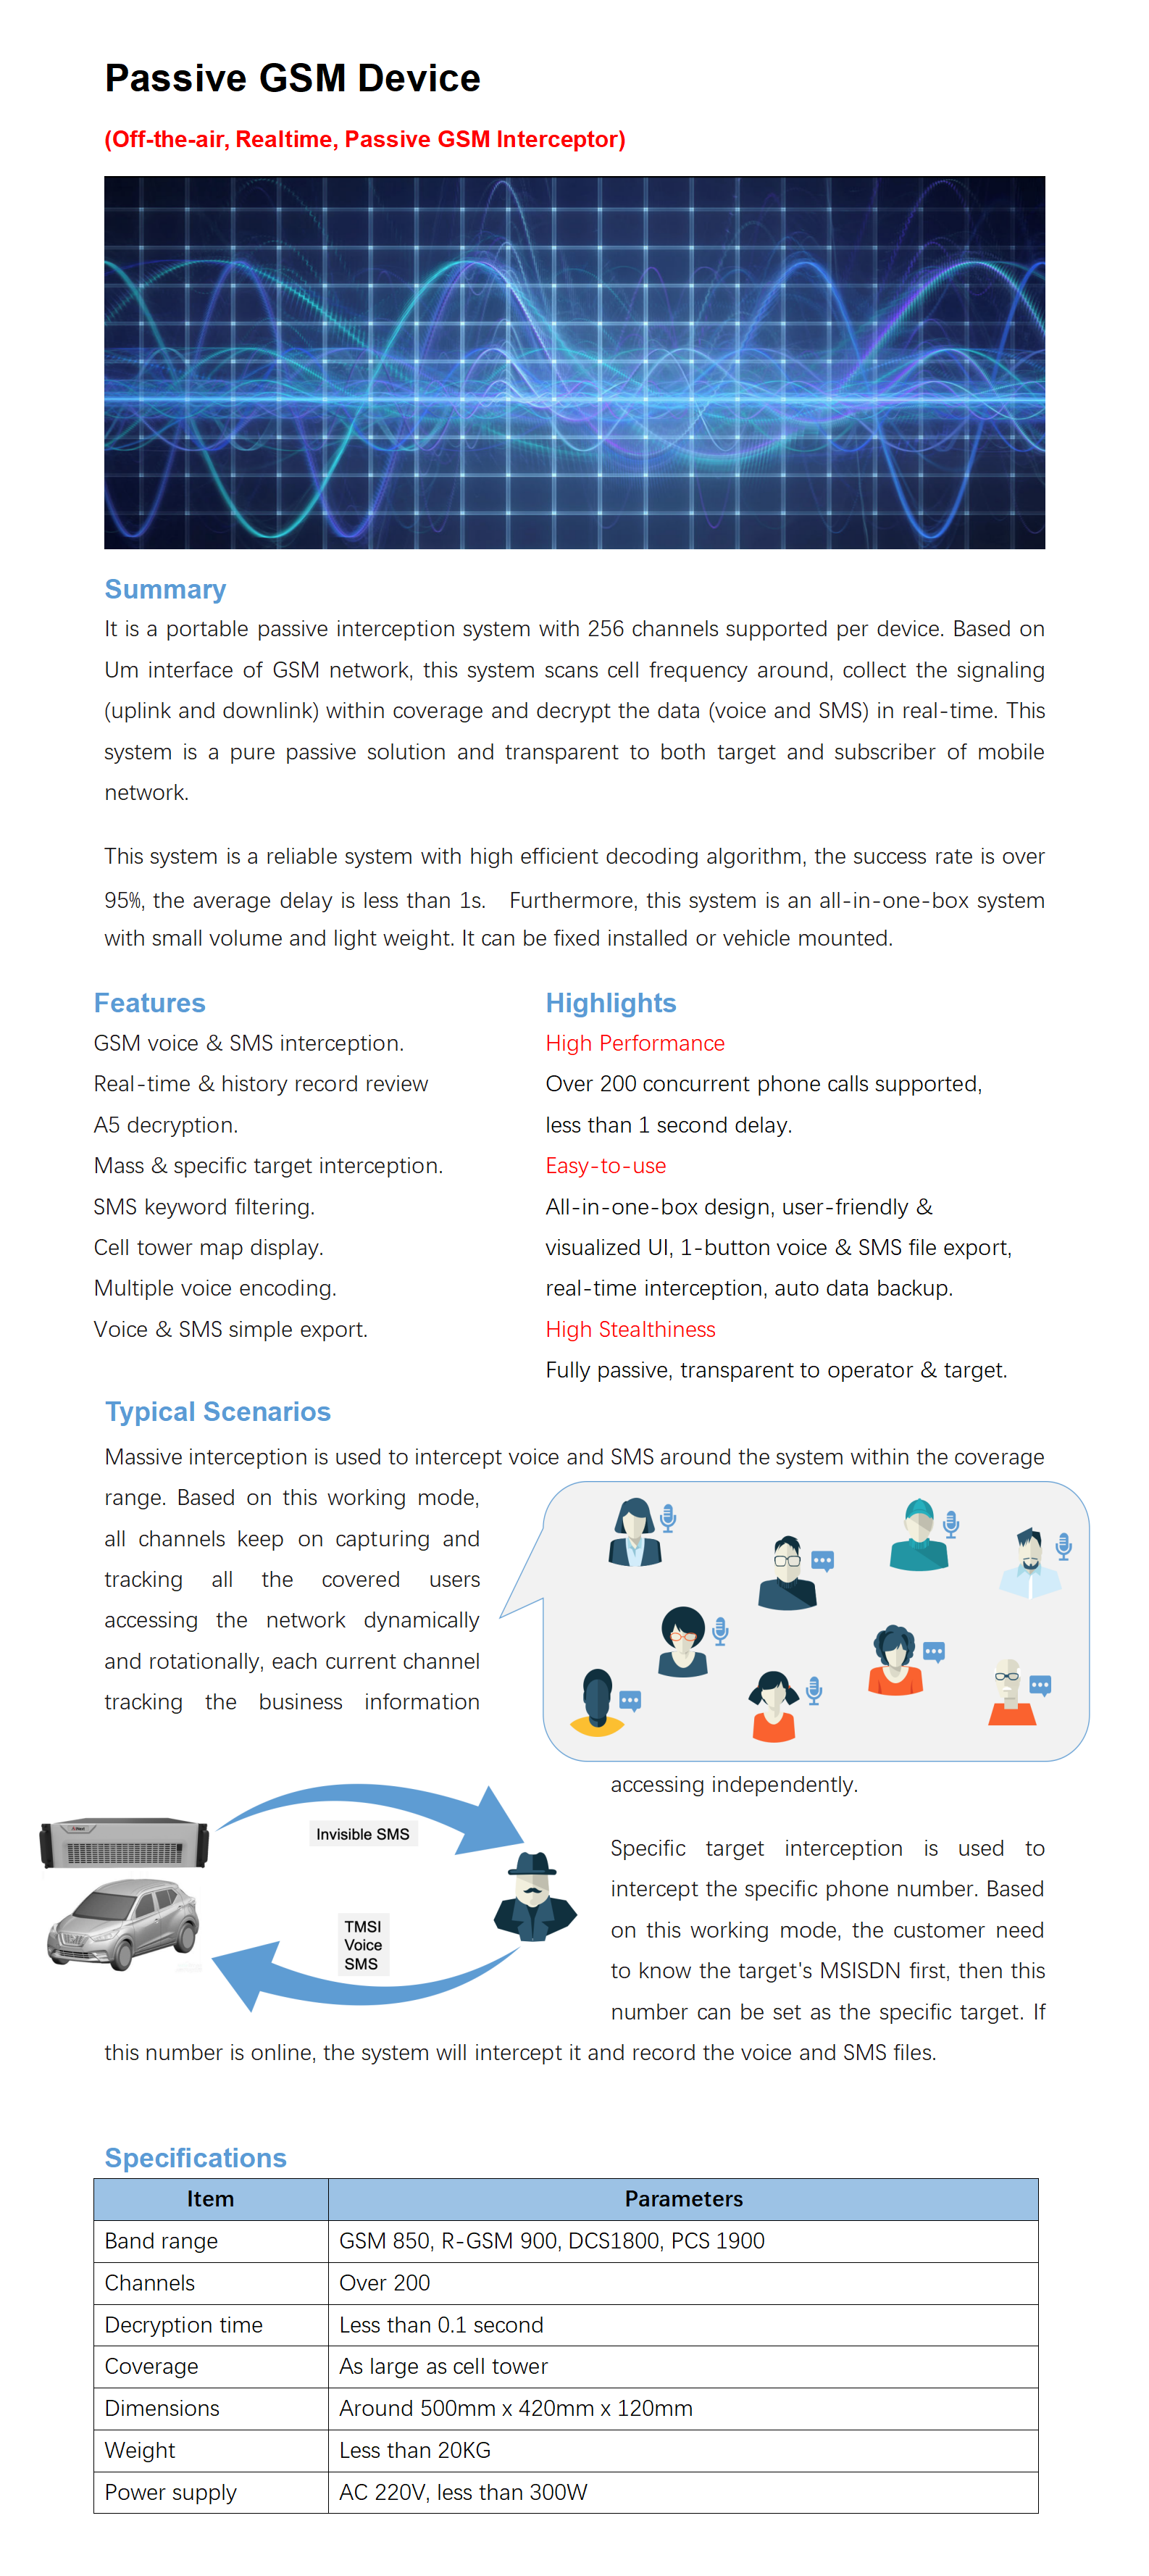 Passive GSM Device
(Off-the-air, Realtime, Passive GSM Interceptor)
Summary
It is a portable passive interception system with 256 channels supported per device. Based on
Um interface of GSM network, this system scans cell frequency around, collect the signaling
(uplink and downlink) within coverage and decrypt the data (voice and SMS) in real-time. This
system is a pure passive solution and transparent to both target and subscriber of mobile
network.
This system is a reliable system with high efficient decoding algorithm, the success rate is over
95%, the average delay is less than 1s. Furthermore, this system is an all-in-one-box system
with small volume and light weight. It can be fixed installed or vehicle mounted.
Features
GSM voice & SMS interception.
Real-time & history record review
A5 decryption.
Mass & specific target interception.
SMS keyword filtering.
Cell tower map display.
Multiple voice encoding.
Voice & SMS simple export.
Highlights
High Performance
Over 200 concurrent phone calls supported,
less than 1 second delay.
Easy-to-use
All-in-one-box design, user-friendly &
visualized UI, 1-button voice & SMS file export,
real-time interception, auto data backup.
High Stealthiness
Fully passive, transparent to operator & target.
Typical Scenarios
Massive interception is used to intercept voice and SMS around the system within the coverage
range. Based on this working mode,
all channels keep on capturing and
tracking all the covered users
accessing the network dynamically
and rotationally, each current channel
tracking the business information
accessing independently.
Invisible SMS
TMSI
Voice
SMS
Specific target interception is used to
intercept the specific phone number. Based
on this working mode, the customer need
to know the target's MSISDN first, then this
number can be set as the specific target. If
this number is online, the system will intercept it and record the voice and SMS files.
Specifications
Item Parameters
Band range GSM 850, R-GSM 900, DCS1800, PCS 1900
Channels Over 200
Decryption time Less than 0.1 second
Coverage As large as cell tower
Dimensions Around 500mm x 420mm x 120mm
Weight Less than 20KG
Power supply AC 220V, less than 300W